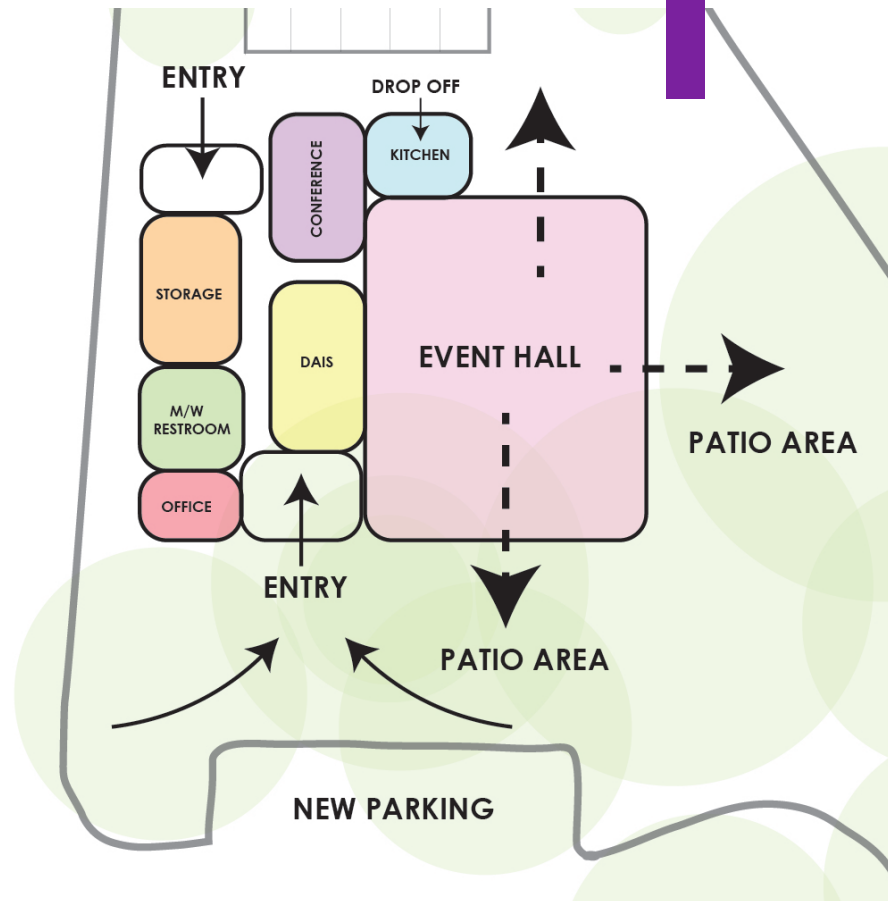 ENTRY
DROP OFF
KITCHEN
CONFERENCE
STORAGE
DAIS
EVENT HALL
M/W
RESTROOM
PATIO AREA
OFFICE
ENTRY
PATIO AREA
NEW PARKING